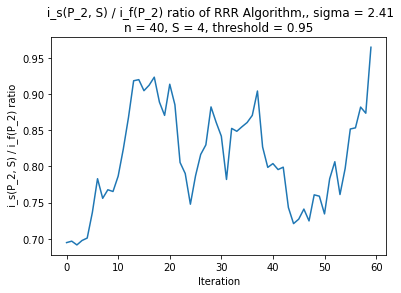 i_s(P_2, S) / i_f(P_2) ratio of RRR Algorithm,, sigma = 2.41
n = 40, S = 4, threshold = 0.95
i_s(P_2, S) / i_f(P_2) ratio
0.95
0.90
0.85
0.80
0.75
0.70
0 10 20 30 40 50 60
Iteration